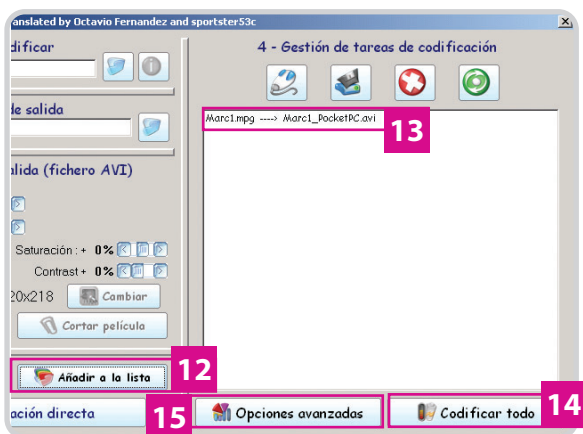 anslated by Octavio Fernandez and sportster53c
dificar
4 - Gestión de tareas de codificación
de salida
Marc1.mpg ----> Marc1_PocketPC.avi
13
alida (fichero AVI)
Saturación : + 0%
Contrast + 0%
20x218 Cambiar
Cortar película
Añadir a la lista
12
ación directa
15
Opciones avanzadas
Codificar todo
14